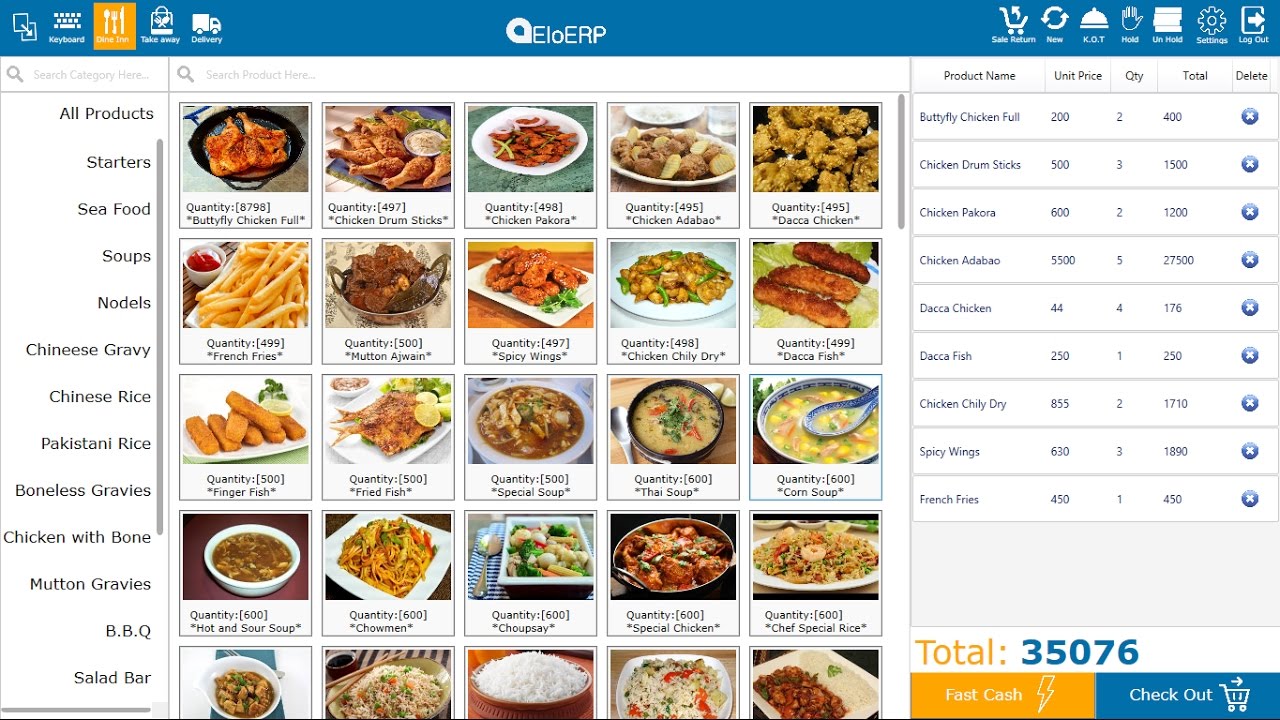 Keyboard
Dine Inn
Take away
Delivery
EloERP
Sale Return
New
K.O.T
Hold
Un Hold
Settings
Log Out
Search Category Here...
Search Product Here...
All Products
Starters
Sea Food
Soups
Nodels
Chineese Gravy
Chinese Rice
Pakistani Rice
Boneless Gravies
Chicken with Bone
Mutton Gravies
B.B.Q
Salad Bar
Quantity:[8798]
*Buttyfly Chicken Full*
Quantity:[497]
*Chicken Drum Sticks*
Quantity:[498]
*Chicken Pakora*
Quantity:[495]
*Chicken Adabao*
Quantity:[495]
*Dacca Chicken*
Quantity:[499]
*French Fries*
Quantity:[500]
*Mutton Ajwain*
Quantity:[497]
*Spicy Wings*
Quantity:[498]
*Chicken Chily Dry*
Quantity:[499]
*Dacca Fish*
Quantity:[500]
*Finger Fish*
Quantity:[500]
*Fried Fish*
Quantity:[500]
*Special Soup*
Quantity:[600]
*Thai Soup*
Quantity:[600]
*Corn Soup*
Quantity:[600]
*Hot and Sour Soup*
Quantity:[600]
*Chowmen*
Quantity:[600]
*Choupsay*
Quantity:[600]
*Special Chicken*
Quantity:[600]
*Chef Special Rice*
Product Name Unit Price Qty Total Delete
Buttyfly Chicken Full 200 2 400
Chicken Drum Sticks 500 3 1500
Chicken Pakora 600 2 1200
Chicken Adabao 5500 5 27500
Dacca Chicken 44 4 176
Dacca Fish 250 1 250
Chicken Chily Dry 855 2 1710
Spicy Wings 630 3 1890
French Fries 450 1 450
Total: 35076
Fast Cash
Check Out